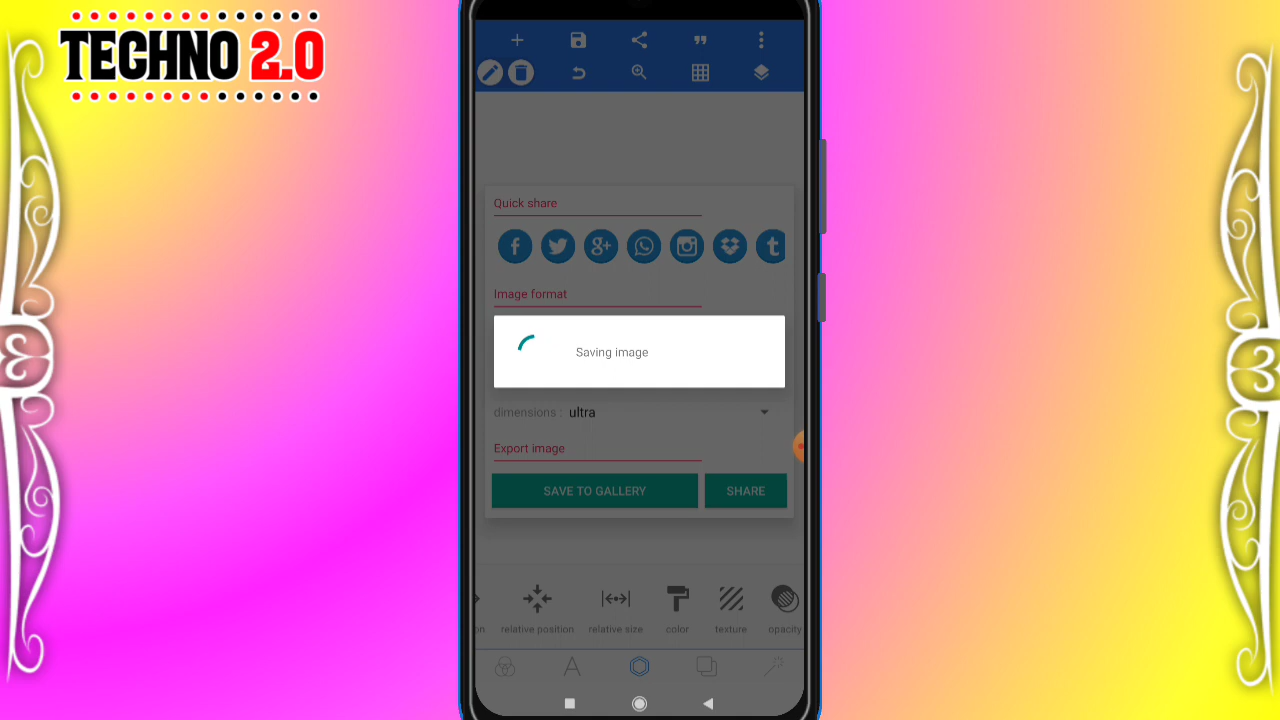 TECHNO 2.0
Quick share
Image format
Saving image
dimensions : ultra
Export image
SAVE TO GALLERY SHARE
on relative position relative size color texture opacity